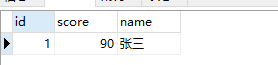 id score name
1 90 张三